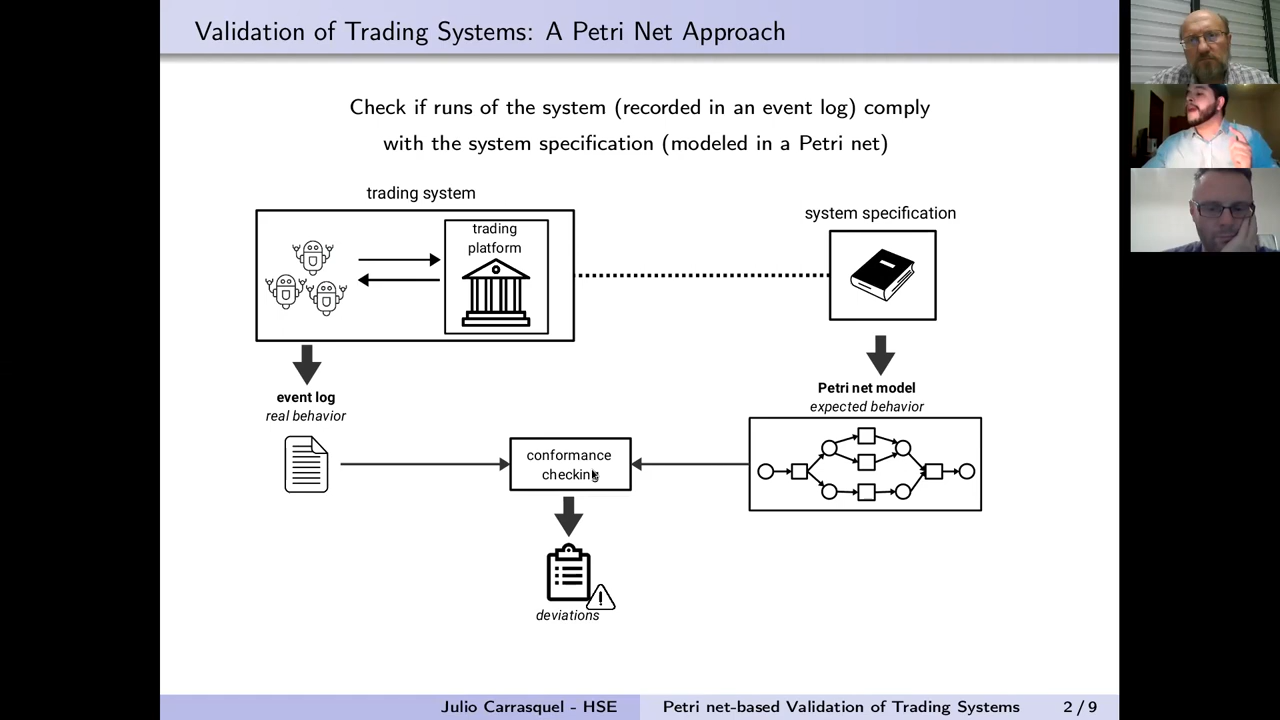 Validation of Trading Systems: A Petri Net Approach
Check if runs of the system (recorded in an event log) comply
with the system specification (modeled in a Petri net)
trading system
trading
platform
system specification
event log
real behavior
Petri net model
expected behavior
conformance
checking
deviations
Julio Carrasquel - HSE
Petri net-based Validation of Trading Systems
2 / 9